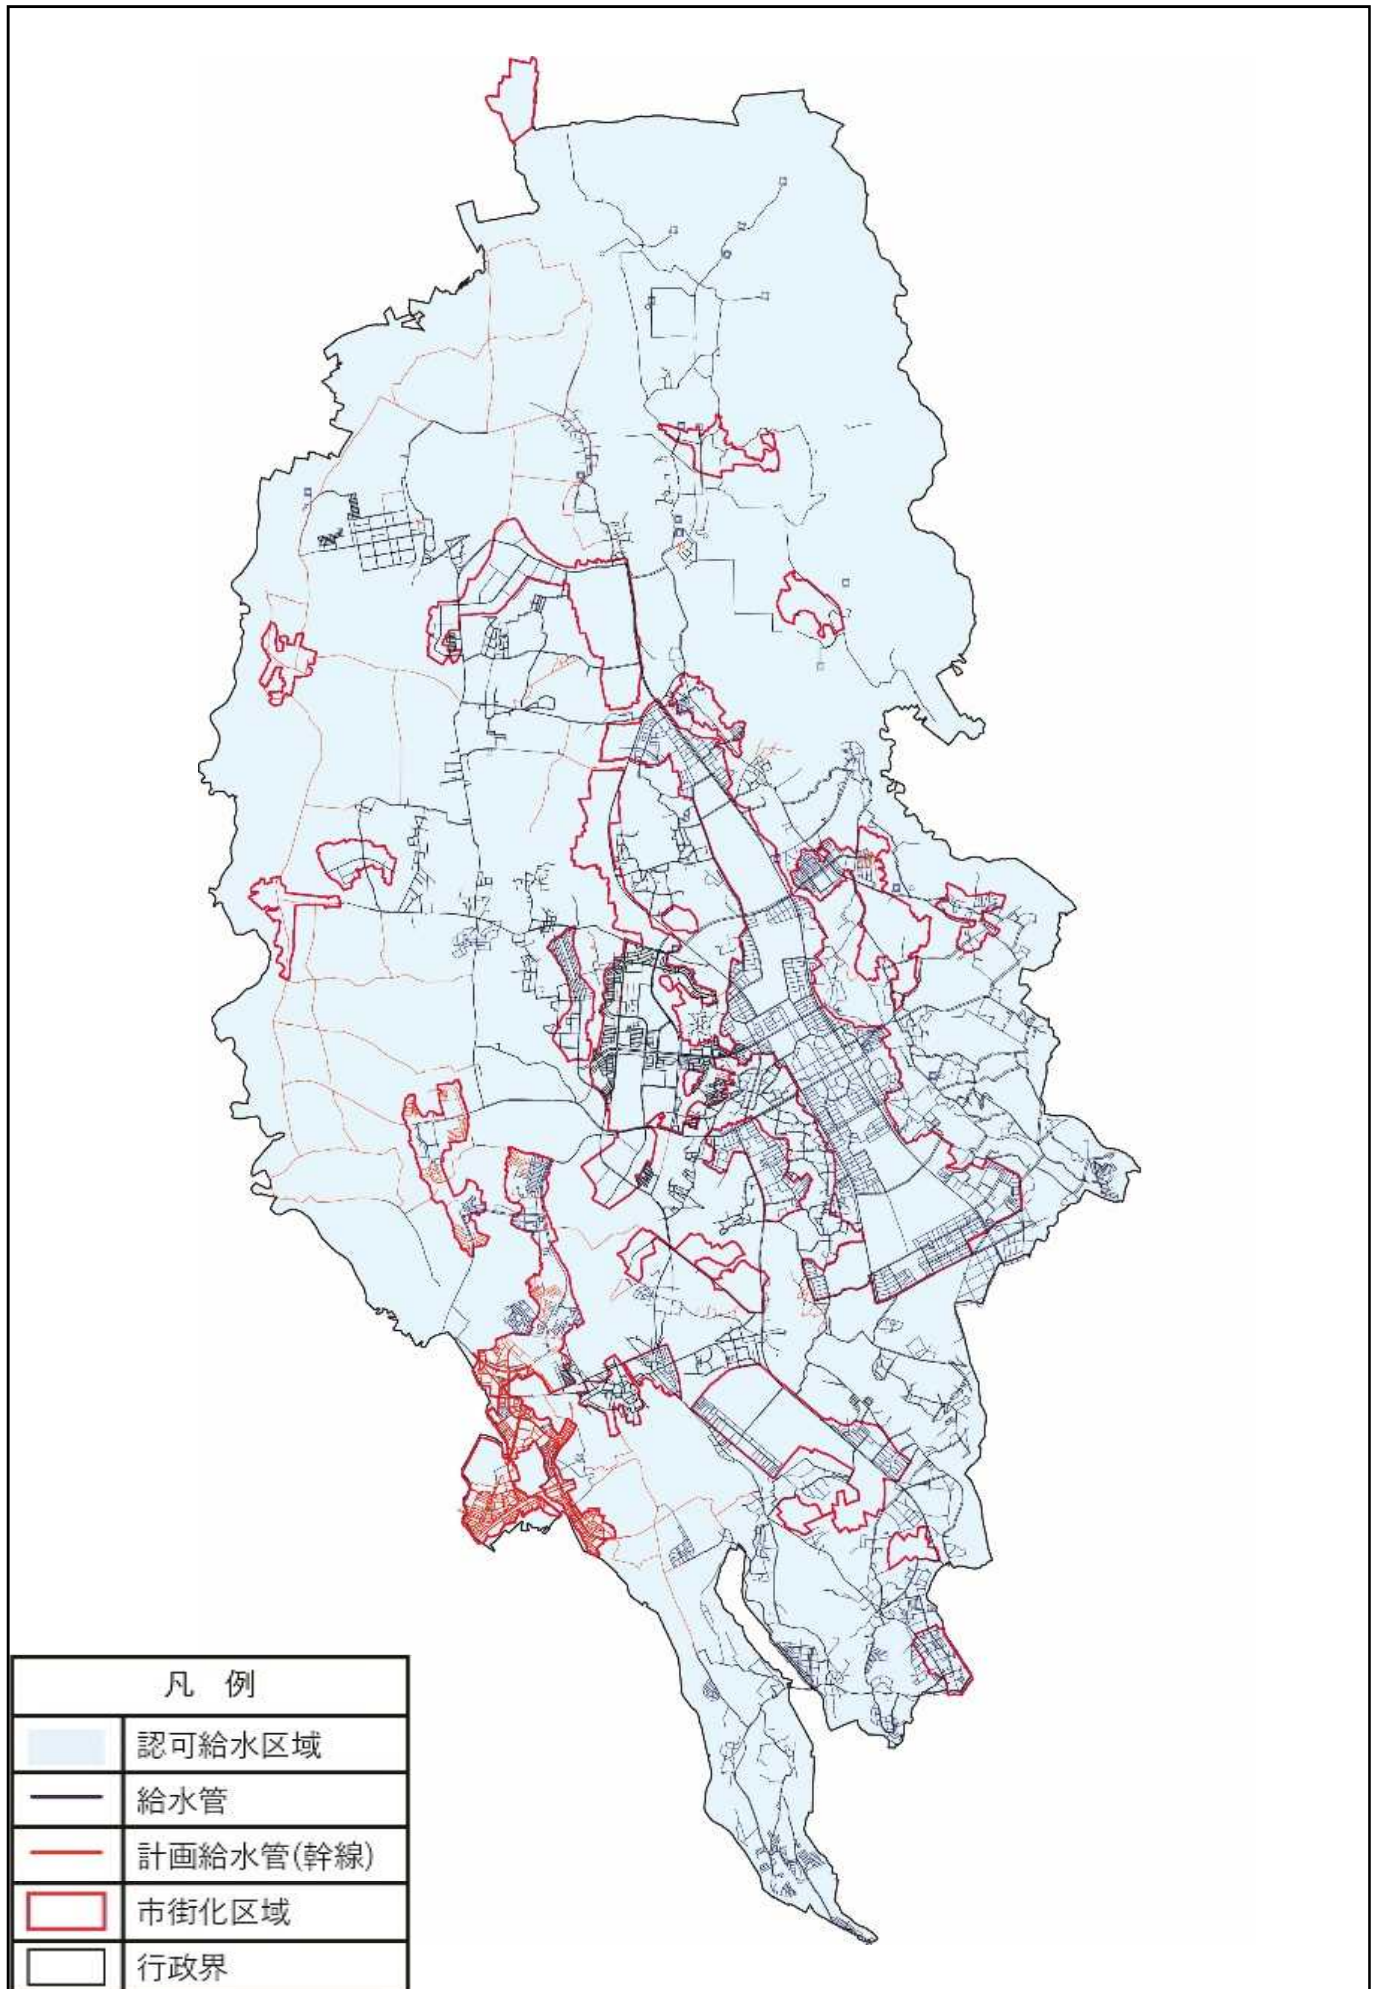 凡 例
認可給水区域
給水管
計画給水管(幹線)
市街化区域
行政界